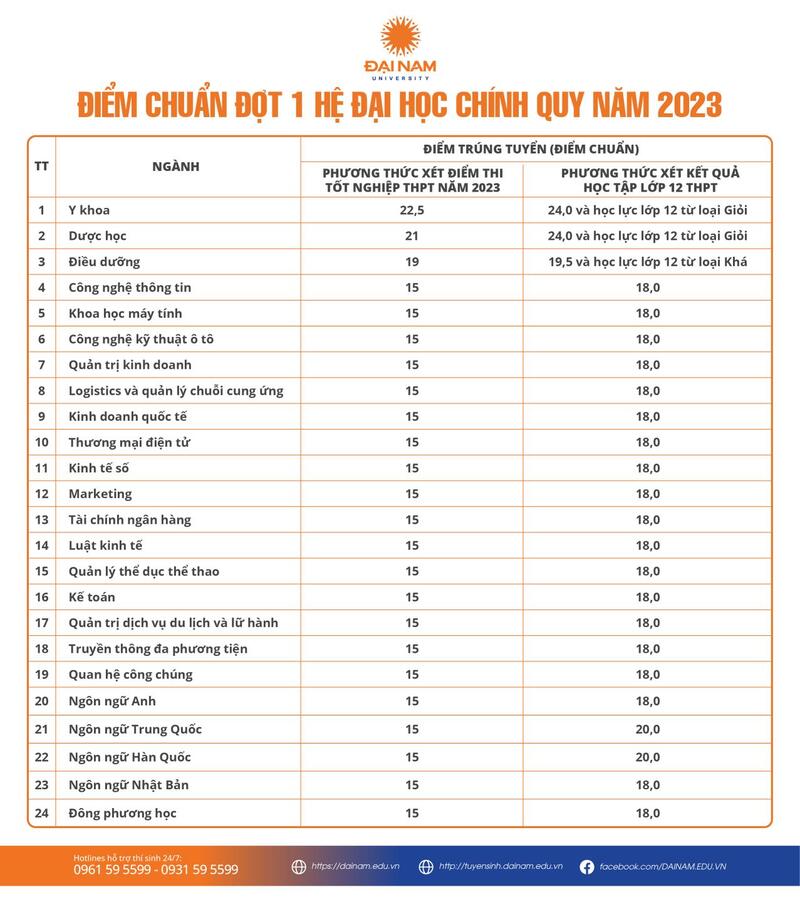 ĐẠI NAM
UNIVERSITY
ĐIỂM CHUẨN ĐỢT 1 HỆ ĐẠI HỌC CHÍNH QUY NĂM 2023
TT
NGÀNH
ĐIỂM TRÚNG TUYỂN (ĐIỂM CHUẨN)
PHƯƠNG THỨC XÉT ĐIỂM THI
TỐT NGHIỆP THPT NĂM 2023
PHƯƠNG THỨC XÉT KẾT QUẢ
HỌC TẬP LỚP 12 THPT
1 Y khoa 22,5 24,0 và học lực lớp 12 từ loại Giỏi
2 Dược học 21 24,0 và học lực lớp 12 từ loại Giỏi
3 Điều dưỡng 19 19,5 và học lực lớp 12 từ loại Khá
4 Công nghệ thông tin 15 18,0
5 Khoa học máy tính 15 18,0
6 Công nghệ kỹ thuật ô tô 15 18,0
7 Quản trị kinh doanh 15 18,0
8 Logistics và quản lý chuỗi cung ứng 15 18,0
9 Kinh doanh quốc tế 15 18,0
10 Thương mại điện tử 15 18,0
11 Kinh tế số 15 18,0
12 Marketing 15 18,0
13 Tài chính ngân hàng 15 18,0
14 Luật kinh tế 15 18,0
15 Quản lý thể dục thể thao 15 18,0
16 Kế toán 15 18,0
17 Quản trị dịch vụ du lịch và lữ hành 15 18,0
18 Truyền thông đa phương tiện 15 18,0
19 Quan hệ công chúng 15 18,0
20 Ngôn ngữ Anh 15 18,0
21 Ngôn ngữ Trung Quốc 15 20,0
22 Ngôn ngữ Hàn Quốc 15 20,0
23 Ngôn ngữ Nhật Bản 15 18,0
24 Đông phương học 15 18,0
Hotlines hỗ trợ thí sinh 24/7:
0961 59 5599 - 0931 59 5599
https://dainam.edu.vn
http://tuyensinh.dainam.edu.vn
facebook.com/DAINAM.EDU.VN